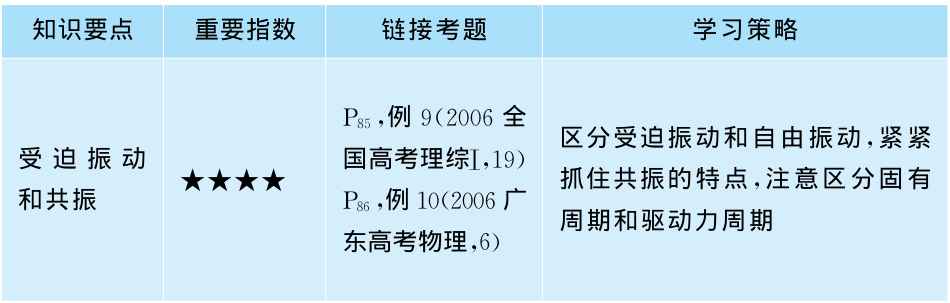 知识要点 重要指数 链接考题 学习策略
受迫振动
和共振
★★★★
P85,例 9(2006 全
国高考理综Ⅰ,19)
P86,例 10(2006 广
东高考物理,6)
区分受迫振动和自由振动,紧紧
抓住共振的特点,注意区分固有
周期和驱动力周期